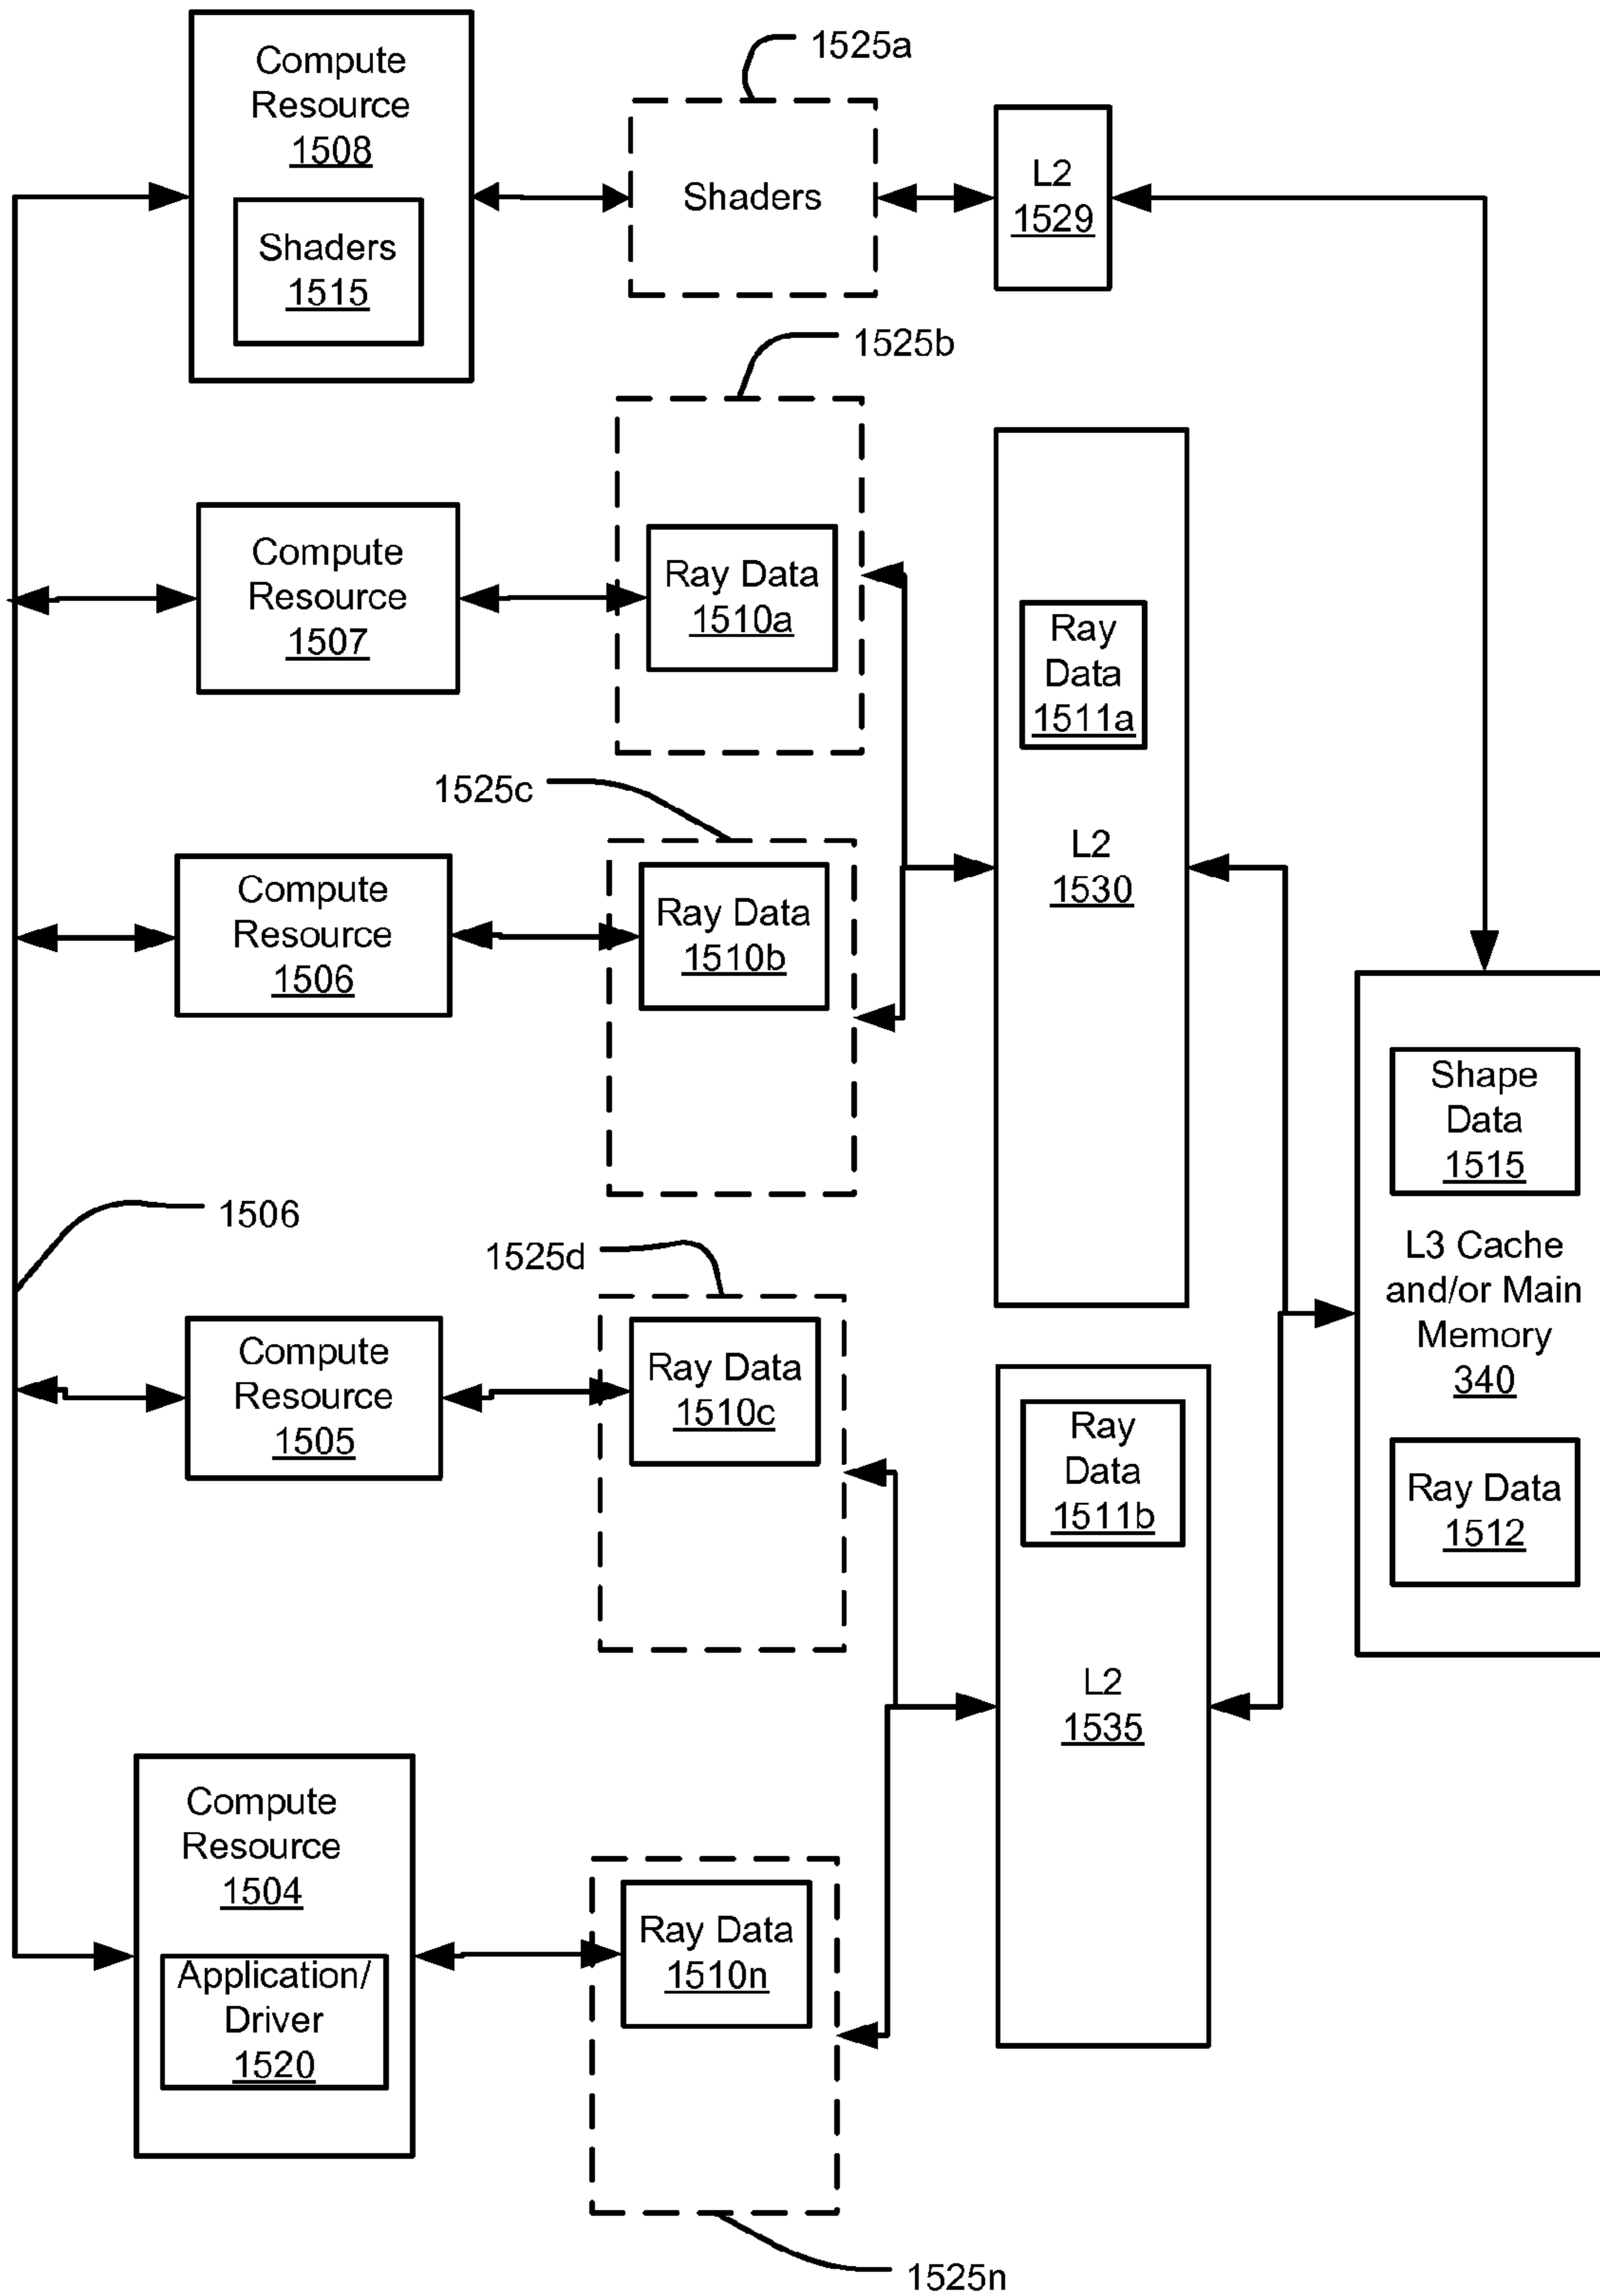 1525a
Compute
Resource
1508
Shaders
1515
Shaders
L2
1529
1525b
Compute
Resource
1507
Ray Data
1510a
Ray
Data
1511a
L2
1530
1525c
Compute
Resource
1506
Ray Data
1510b
Shape
Data
1515
L3 Cache
and/or Main
Memory
340
Ray Data
1512
1506
1525d
Compute
Resource
1505
Ray Data
1510c
Ray
Data
1511b
L2
1535
Compute
Resource
1504
Application/
Driver
1520
Ray Data
1510n
1525n